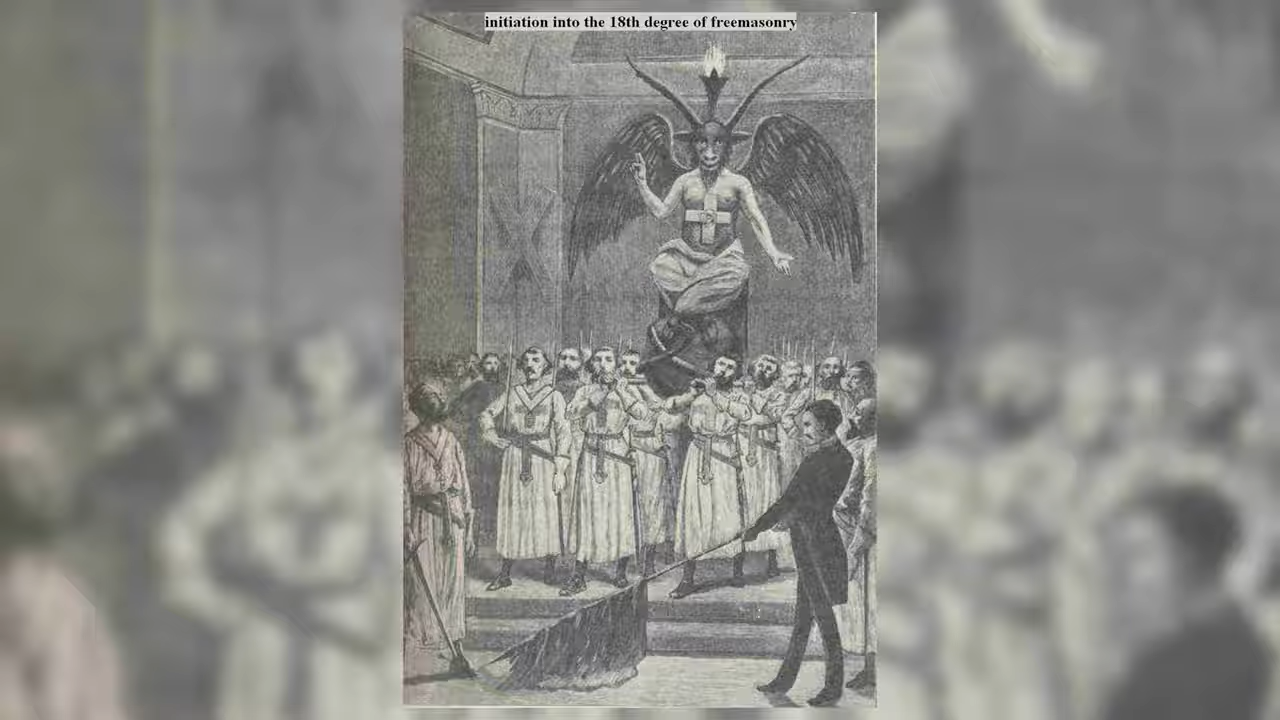 initiation into the 18th degree of freemasonry